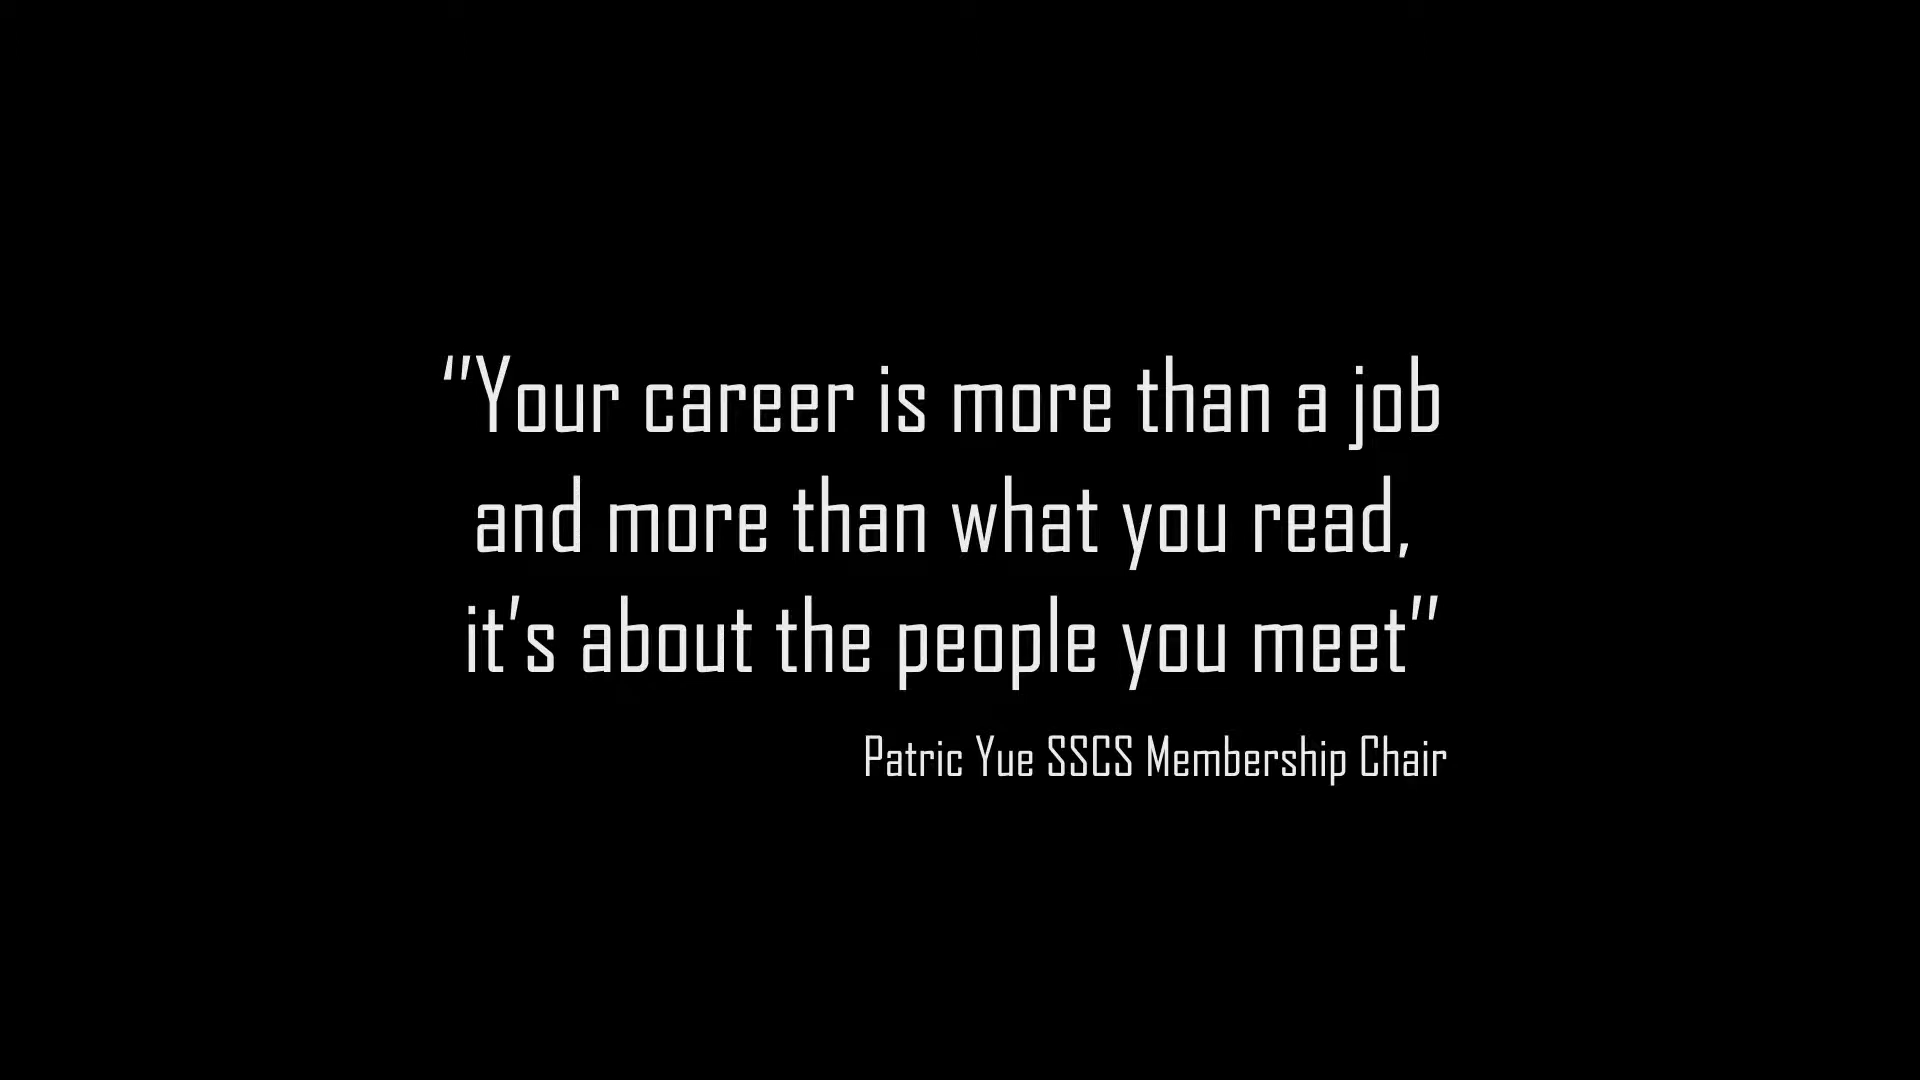 "Your career is more than a job
and more than what you read,
it's about the people you meet"
Patric Yue SSCS Membership Chair